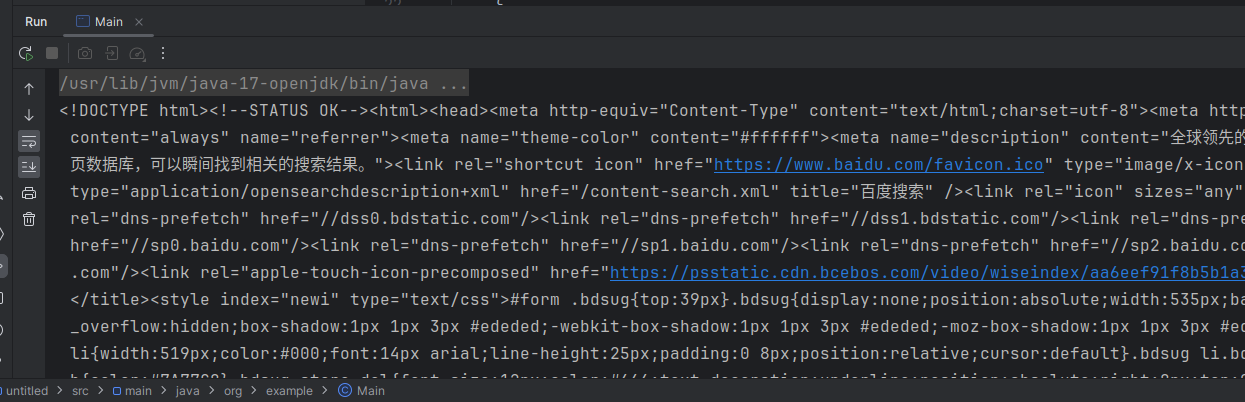 Run Main
/usr/lib/jvm/java-17-openjdk/bin/java ...
<!DOCTYPE html><!--STATUS OK--><html><head><meta http-equiv="Content-Type" content="text/html;charset=utf-8"><meta http
content="always" name="referrer"><meta name="theme-color" content="#ffffff"><meta name="description" content="全球领先的
页数据库，可以瞬间找到相关的搜索结果。"><link rel="shortcut icon" href="https://www.baidu.com/favicon.ico" type="image/x-icon
type="application/opensearchdescription+xml" href="/content-search.xml" title="百度搜索" /><link rel="icon" sizes="any"
rel="dns-prefetch" href="//dss0.bdstatic.com"/><link rel="dns-prefetch" href="//dss1.bdstatic.com"/><link rel="dns-pre
href="//sp0.baidu.com"/><link rel="dns-prefetch" href="//sp1.baidu.com"/><link rel="dns-prefetch" href="//sp2.baidu.co
.com"/><link rel="apple-touch-icon-precomposed" href="https://psstatic.cdn.bcebos.com/video/wiseindex/aa6eef91f8b5b1a3
</title><style index="newi" type="text/css">#form .bdsug{top:39px}.bdsug{display:none;position:absolute;width:535px;ba
_overflow:hidden;box-shadow:1px 1px 3px #ededed;-webkit-box-shadow:1px 1px 3px #ededed;-moz-box-shadow:1px 1px 3px #ed
li{width:519px;color:#000;font:14px arial;line-height:25px;padding:0 8px;position:relative;cursor:default}.bdsug li.bd
untitled > src > main > java > org > example > Main